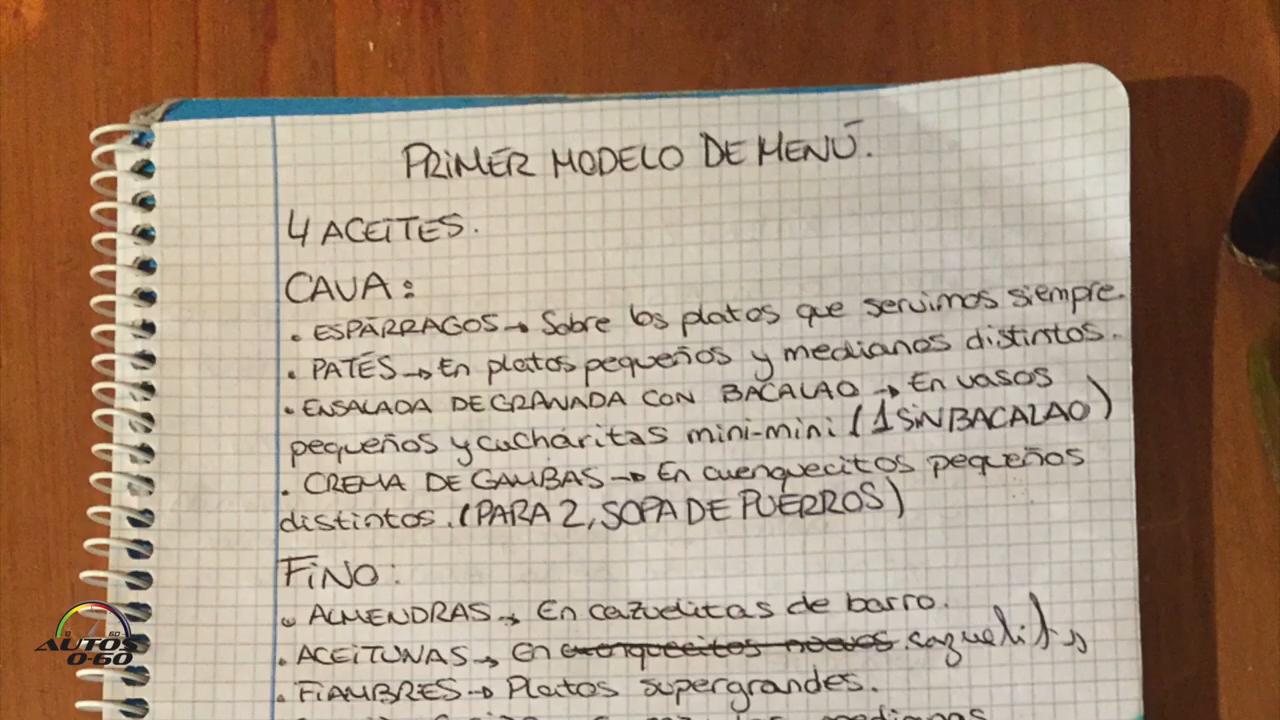 PRIMER MODELO DE MENÚ.
4 ACEITES.
CAVA:
. ESPÁRRAGOS → Sobre los platos que servimos siempre.
. PATÉS → En platos pequeños y medianos distintos.
. ENSALADA DE GRANADA CON BACALAO → En vasos
pequeños y cucharitas mini-mini (1 SIN BACALAO)
. CREMA DE GAMBAS → En cuenquecitos pequeños
distintos. (PARA 2, SOPA DE PUERROS)
FINO:
. ALMENDRAS → En cazuelitas de barro.
. ACEITUNAS → En cuenquecitos nuevos. cazuelitas
. FIAMBRES → Platos supergrandes.
medianas
AUTOS
0-60